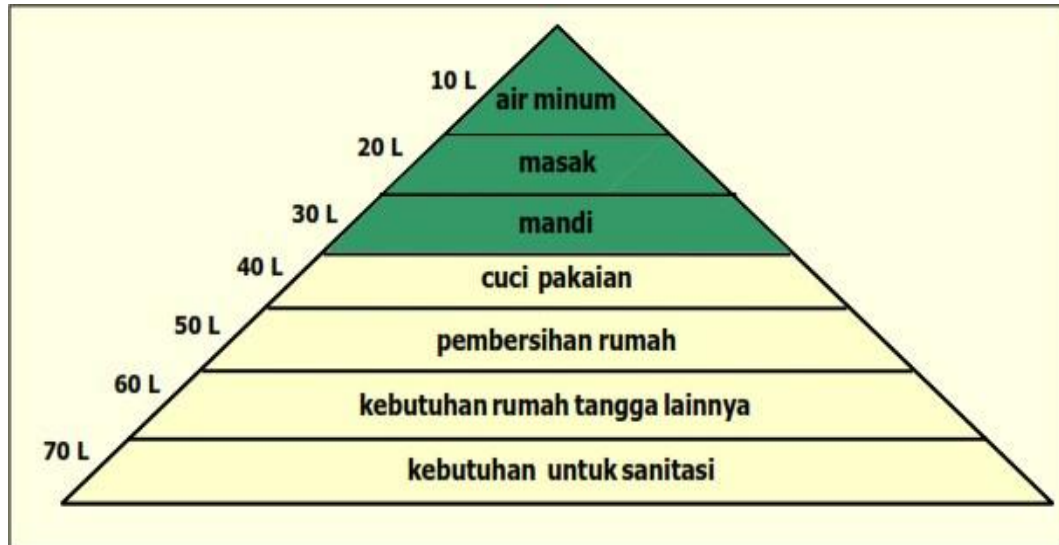 10 L
air minum
20 L
masak
30 L
mandi
40 L
cuci pakaian
50 L
pembersihan rumah
60 L
kebutuhan rumah tangga lainnya
70 L
kebutuhan untuk sanitasi